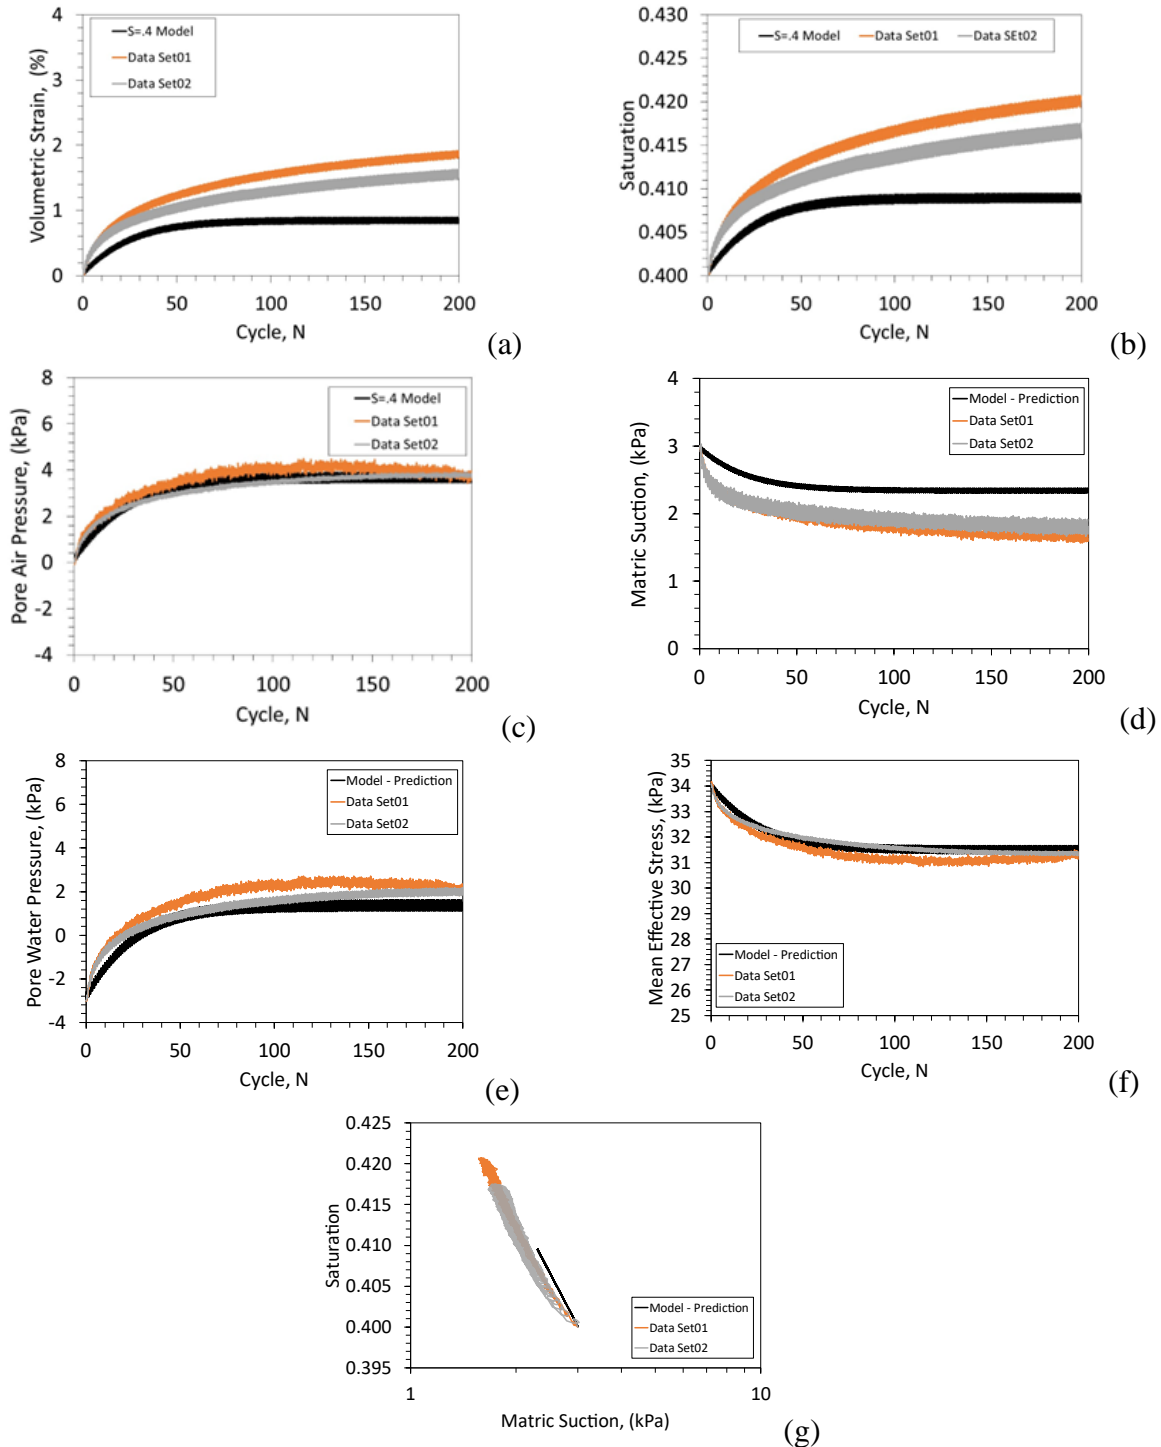 S=.4 Model
Data Set01
Data Set02
Volumetric Strain, (%)
4
3
2
1
0
0 50 100 150 200
Cycle, N
(a)
S=.4 Model Data Set01 Data SEt02
Saturation
0.430
0.425
0.420
0.415
0.410
0.405
0.400
0 50 100 150 200
Cycle, N
(b)
S=.4 Model
Data Set01
Data Set02
Pore Air Pressure, (kPa)
8
6
4
2
0
-2
-4
0 50 100 150 200
Cycle, N
(c)
Model - Prediction
Data Set01
Data Set02
Matric Suction, (kPa)
4
3
2
1
0
0 50 100 150 200
Cycle, N
(d)
Model - Prediction
Data Set01
Data Set02
Pore Water Pressure, (kPa)
8
6
4
2
0
-2
-4
0 50 100 150 200
Cycle, N
(e)
Mean Effective Stress, (kPa)
35
34
33
32
31
30
29
28
27
26
25
Model - Prediction
Data Set01
Data Set02
0 50 100 150 200
Cycle, N
(f)
Saturation
0.425
0.420
0.415
0.410
0.405
0.400
0.395
Model - Prediction
Data Set01
Data Set02
1 10
Matric Suction, (kPa)
(g)